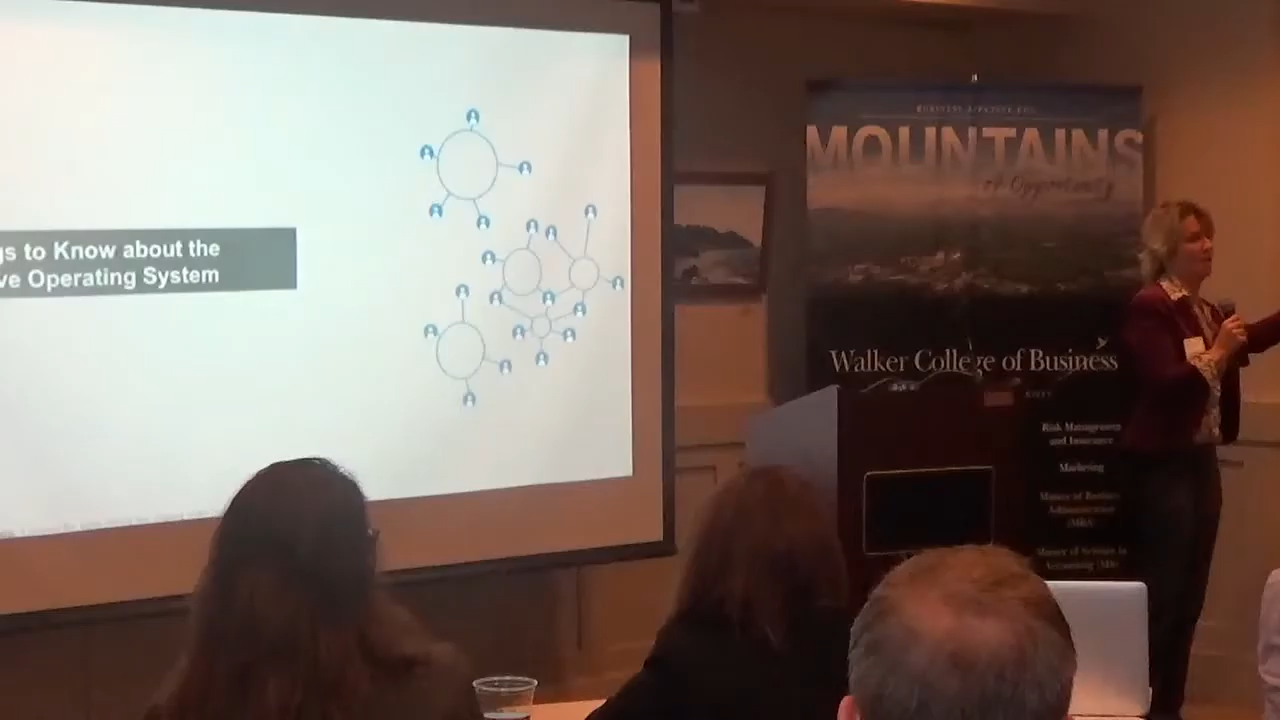 gs to Know about the
ve Operating System
MOUNTAINS
of Opportunity
Walker College of Business
Risk Management
and Insurance
Marketing
Master of Business
Administration
(MBA)
Master of Science in
Accounting (MS)